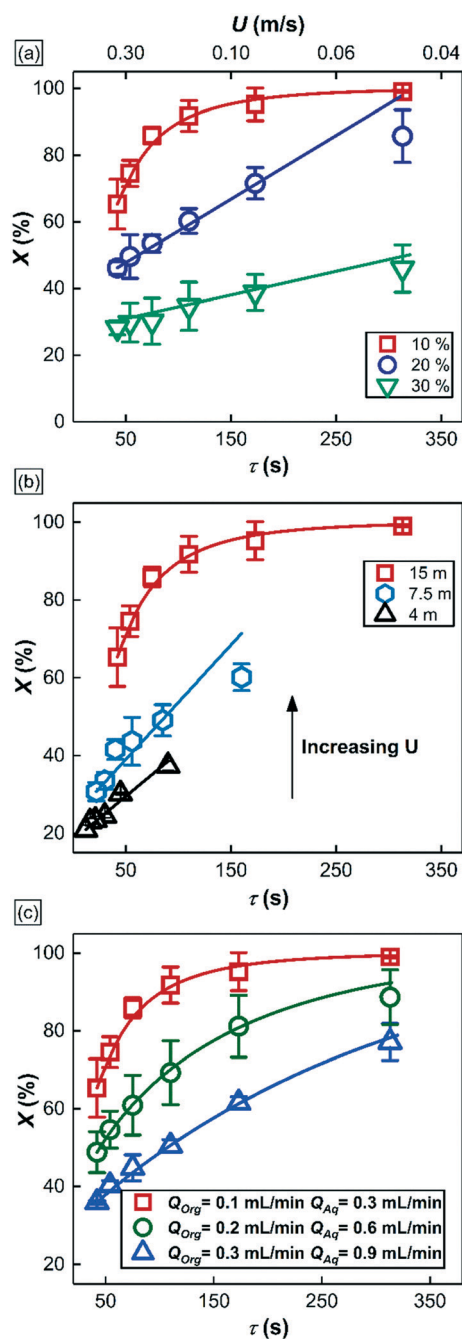 U (m/s)
0.30 0.10 0.06 0.04
(a)
100
80
60
40
20
0
X (%)
10 %
20 %
30 %
50 150 250 350
τ (s)
(b)
100
80
60
40
20
X (%)
15 m
7.5 m
4 m
Increasing U
50 150 250 350
τ (s)
(c)
100
80
60
40
20
X (%)
QOrg= 0.1 mL/min QAq= 0.3 mL/min
QOrg= 0.2 mL/min QAq= 0.6 mL/min
QOrg= 0.3 mL/min QAq= 0.9 mL/min
50 150 250 350
τ (s)